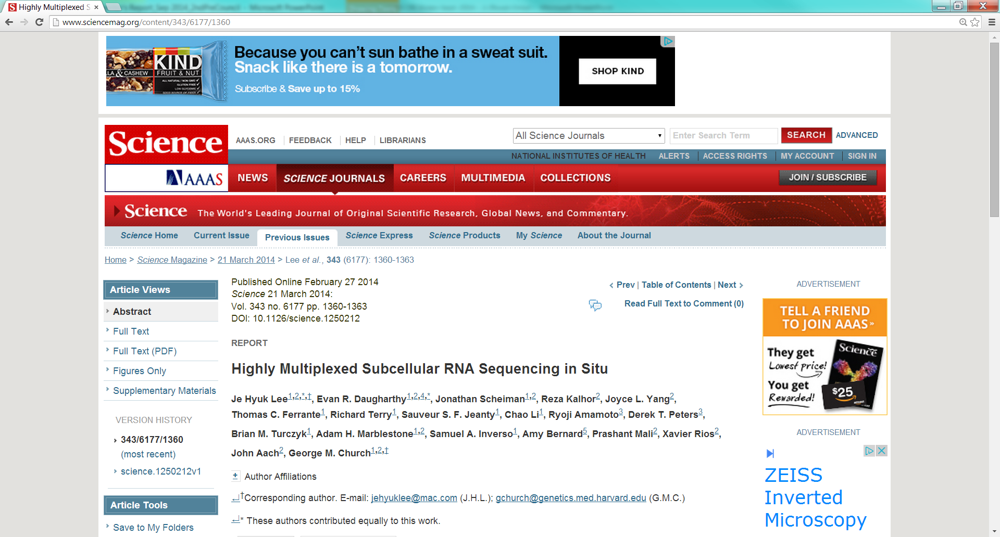 Highly Multiplexed S
www.sciencemag.org/content/343/6177/1360
LA & CASHEW
KIND
FRUIT & NUT
Because you can't sun bathe in a sweat suit.
Snack like there is a tomorrow.
Subscribe & Save up to 15%
SHOP KIND
Science
AAAS.ORG FEEDBACK HELP LIBRARIANS
All Science Journals Enter Search Term SEARCH ADVANCED
NATIONAL INSTITUTES OF HEALTH ALERTS ACCESS RIGHTS MY ACCOUNT SIGN IN
AAAS NEWS SCIENCE JOURNALS CAREERS MULTIMEDIA COLLECTIONS JOIN / SUBSCRIBE
Science The World's Leading Journal of Original Scientific Research, Global News, and Commentary.
Science Home Current Issue Previous Issues Science Express Science Products My Science About the Journal
Home > Science Magazine > 21 March 2014 > Lee et al., 343 (6177): 1360-1363
Article Views
Abstract
Full Text
Full Text (PDF)
Figures Only
Supplementary Materials
VERSION HISTORY
343/6177/1360
(most recent)
science.1250212v1
Article Tools
Save to My Folders
Published Online February 27 2014
Science 21 March 2014:
Vol. 343 no. 6177 pp. 1360-1363
DOI: 10.1126/science.1250212
< Prev | Table of Contents | Next >
Read Full Text to Comment (0)
REPORT
Highly Multiplexed Subcellular RNA Sequencing in Situ
Je Hyuk Lee1,2,*,†, Evan R. Daugharthy1,2,4,*, Jonathan Scheiman1,2, Reza Kalhor2, Joyce L. Yang2,
Thomas C. Ferrante1, Richard Terry1, Sauveur S. F. Jeanty1, Chao Li1, Ryoji Amamoto3, Derek T. Peters3,
Brian M. Turczyk1, Adam H. Marblestone1,2, Samuel A. Inverso1, Amy Bernard5, Prashant Mali2, Xavier Rios2,
John Aach2, George M. Church1,2,†
± Author Affiliations
†Corresponding author. E-mail: jehyuklee@mac.com (J.H.L.); gchurch@genetics.med.harvard.edu (G.M.C.)
* These authors contributed equally to this work.
ADVERTISEMENT
TELL A FRIEND
TO JOIN AAAS»
They get
Lowest Price!
You get
Rewarded!
Science
$25
ADVERTISEMENT
ZEISS
Inverted
Microscopy